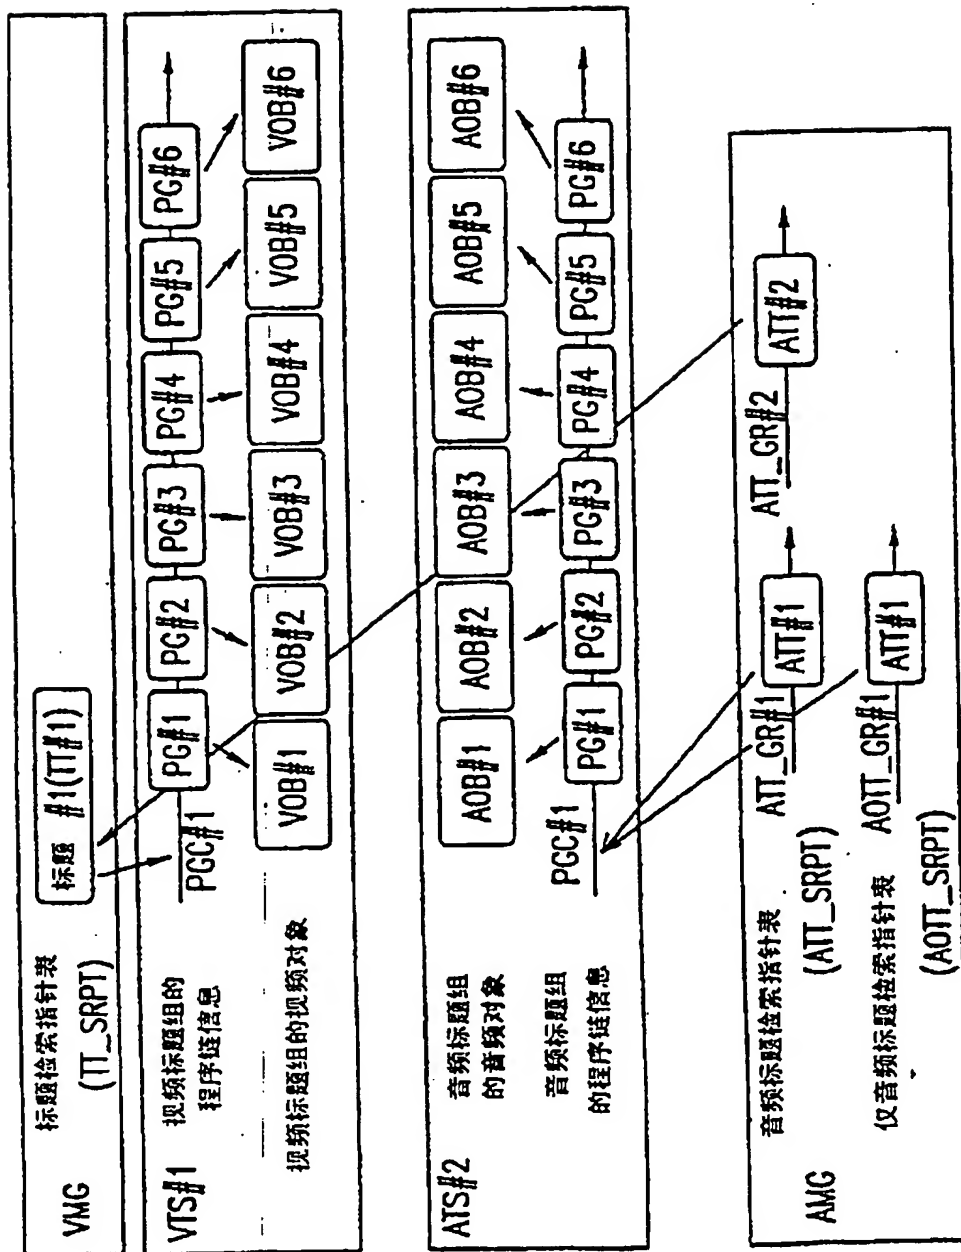 VMG
标题检索指针表
(TT_SRPT)
标题 #1(TT#1)
VTS#1
视频标题组的
程序链信息
PGC#1
PG#1
PG#2
PG#3
PG#4
PG#5
PG#6
视频标题组的视频对象
VOB#1
VOB#2
VOB#3
VOB#4
VOB#5
VOB#6
ATS#2
音频标题组
的音频对象
AOB#1
AOB#2
AOB#3
AOB#4
AOB#5
AOB#6
音频标题组
的程序链信息
PGC#1
PG#1
PG#2
PG#3
PG#4
PG#5
PG#6
AMG
音频标题检索指针表
(ATT_SRPT)
ATT_GR#1
ATT#1
ATT_GR#2
ATT#2
仅音频标题检索指针表
(AOTT_SRPT)
AOTT_GR#1
ATT#1